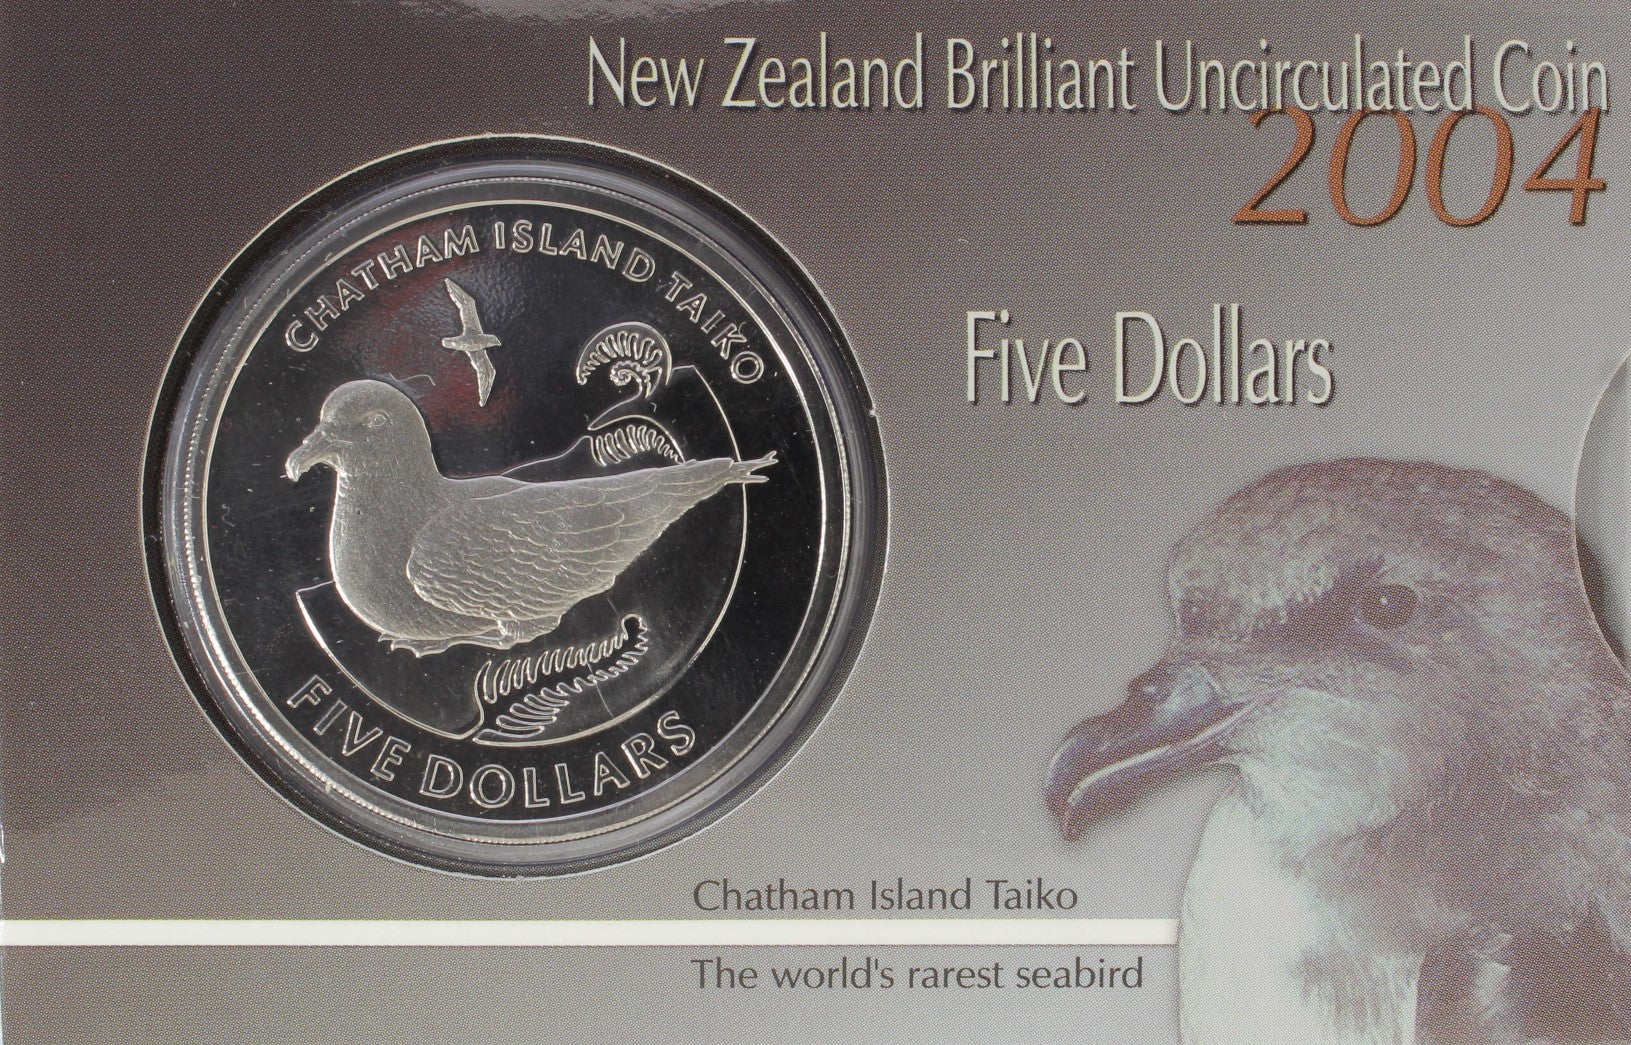 New Zealand Brilliant Uncirculated Coin
2004
Five Dollars
CHATHAM ISLAND TAIKO
FIVE DOLLARS
Chatham Island Taiko
The world's rarest seabird